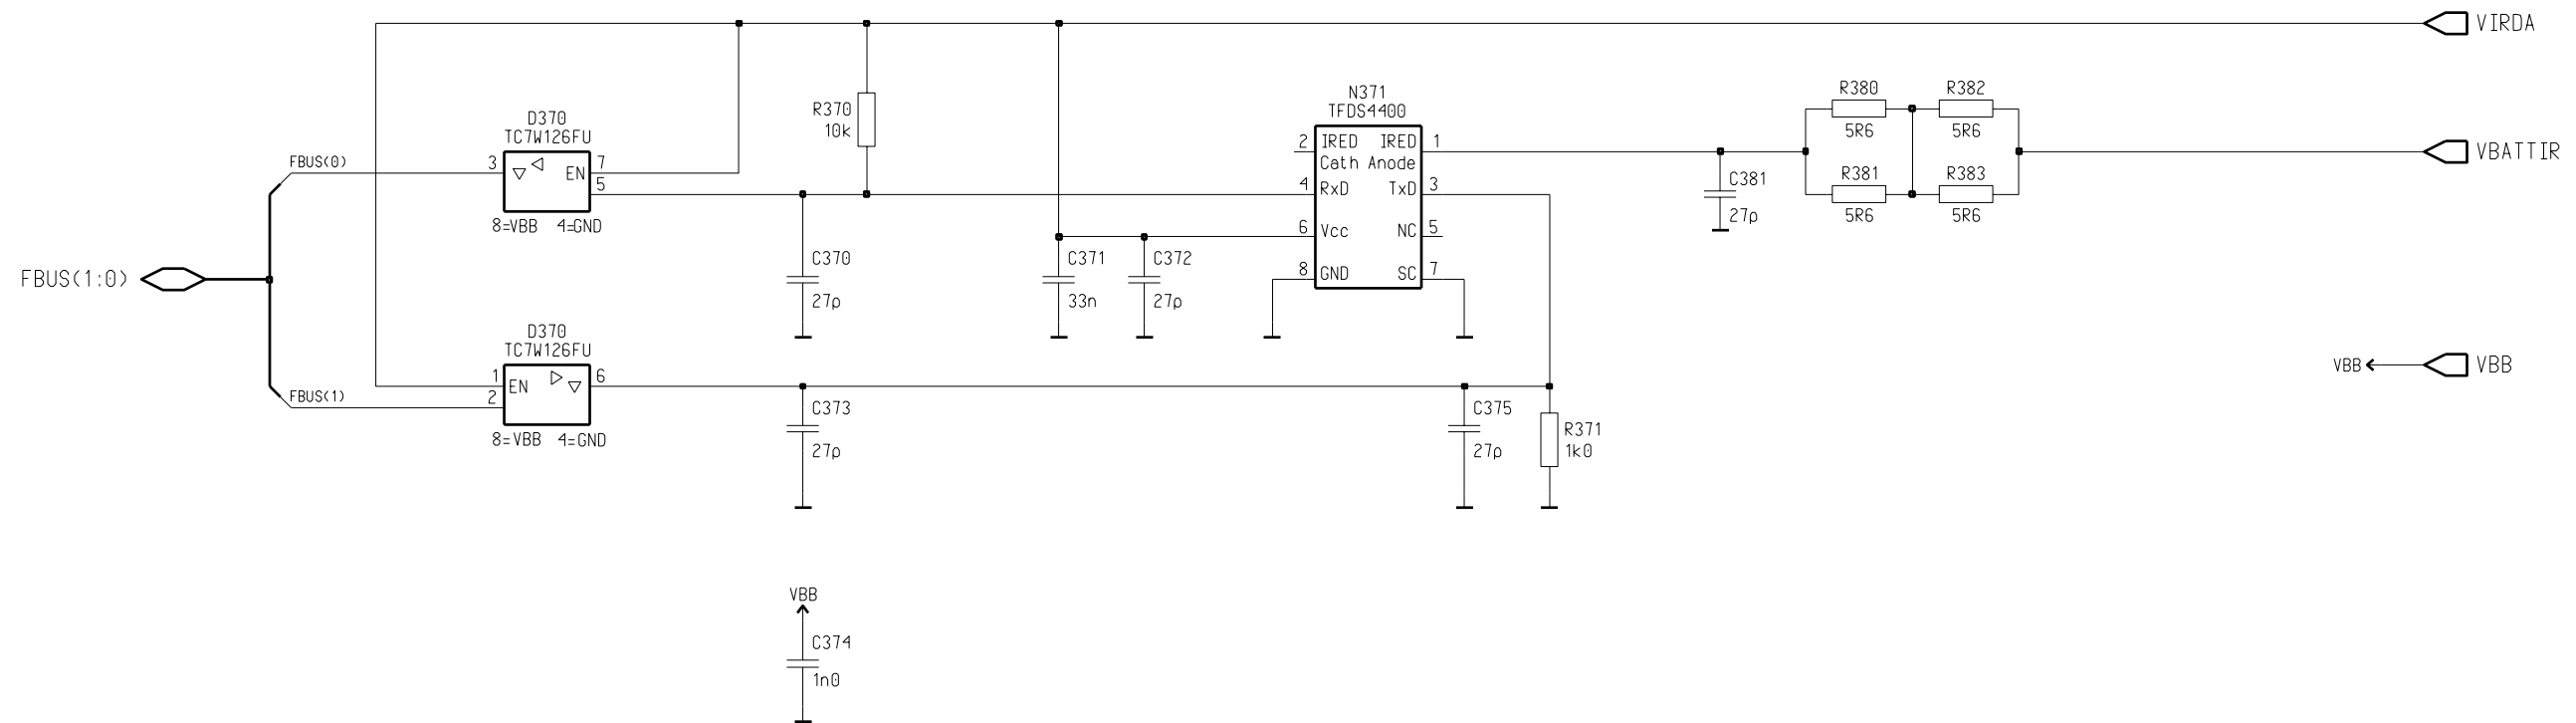 VIRDA
R380
5R6
R382
5R6
VBATTIR
R381
5R6
R383
5R6
N371
TFDS4400
2 IRED IRED 1
Cath Anode
4 RxD TxD 3
6 Vcc NC 5
8 GND SC 7
R370
10k
C381
27p
D370
TC7W126FU
FBUS(0)
3 EN 7
5
8=VBB 4=GND
C370
27p
C371
33n
C372
27p
FBUS(1:0)
D370
TC7W126FU
FBUS(1)
1 EN 6
2
8=VBB 4=GND
VBB VBB
C373
27p
C375
27p
R371
1k0
VBB
C374
1n0